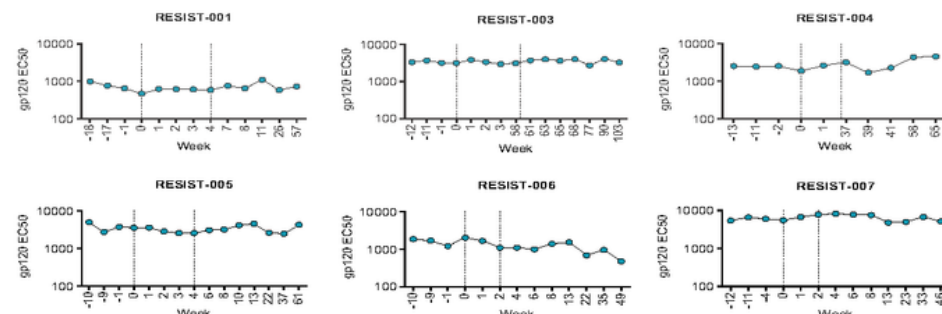 RESIST-001
gp120 EC50
10000
1000
100
-18 -17 -1 0 1 2 3 4 7 8 11 26 57
Week
RESIST-003
gp120 EC50
10000
1000
100
-12 -11 -1 0 1 2 3 58 61 63 65 68 77 90 103
Week
RESIST-004
gp120 EC50
10000
1000
100
-13 -11 -2 0 1 37 39 41 58 65
Week
RESIST-005
gp120 EC50
10000
1000
100
-10 -9 -1 0 1 2 3 4 6 8 10 13 22 37 61
Week
RESIST-006
gp120 EC50
10000
1000
100
-10 -9 -1 0 1 2 4 6 8 13 22 35 49
Week
RESIST-007
gp120 EC50
10000
1000
100
-12 -11 -4 0 1 2 4 6 8 13 23 33 46
Week